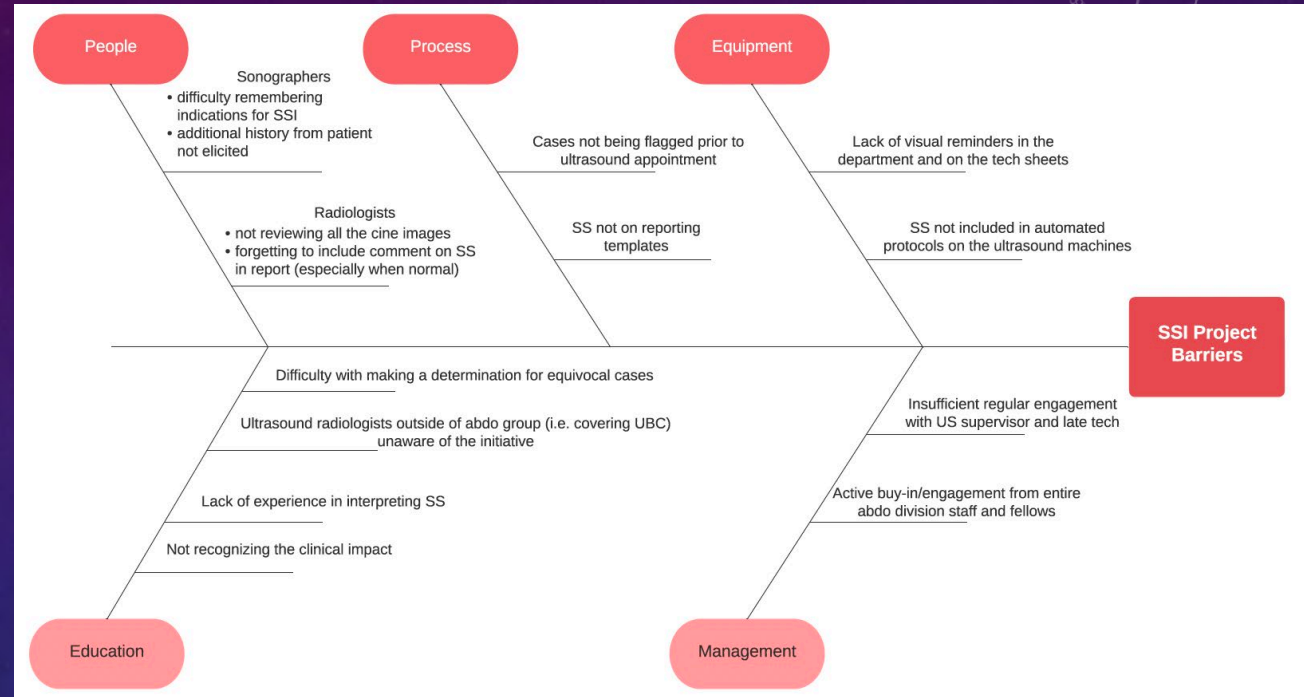 People
Process
Equipment
Sonographers
• difficulty remembering
indications for SSI
• additional history from patient
not elicited
Radiologists
• not reviewing all the cine images
• forgetting to include comment on SS
in report (especially when normal)
Cases not being flagged prior to
ultrasound appointment
SS not on reporting
templates
Lack of visual reminders in the
department and on the tech sheets
SS not included in automated
protocols on the ultrasound machines
SSI Project
Barriers
Difficulty with making a determination for equivocal cases
Ultrasound radiologists outside of abdo group (i.e. covering UBC)
unaware of the initiative
Lack of experience in interpreting SS
Not recognizing the clinical impact
Insufficient regular engagement
with US supervisor and late tech
Active buy-in/engagement from entire
abdo division staff and fellows
Education
Management